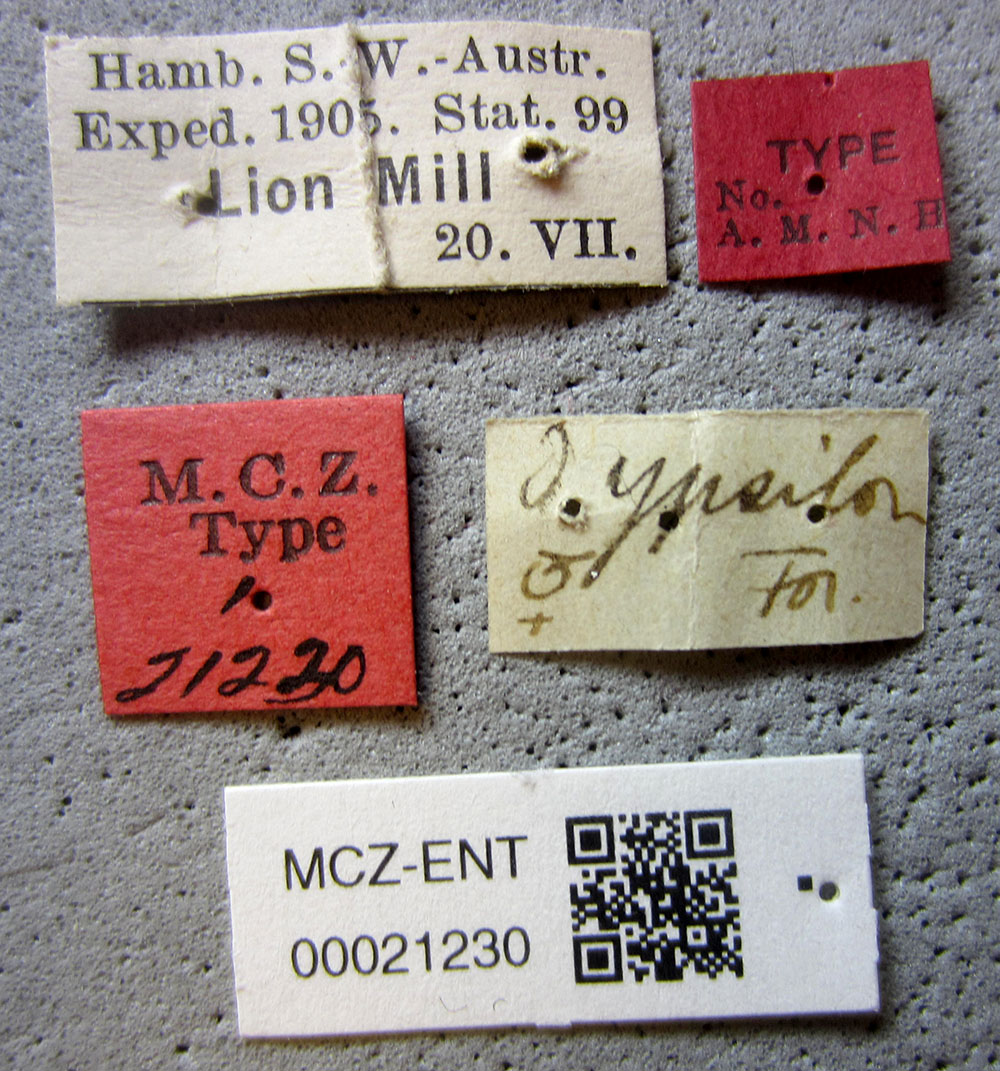 Hamb. S.-W.-Austr.
Exped. 1905. Stat. 99
Lion Mill
20. VII.
TYPE
No.
A. M. N. H
M. C. Z.
Type
1
21230
D. ypsilon
☿
For.
MCZ-ENT
00021230